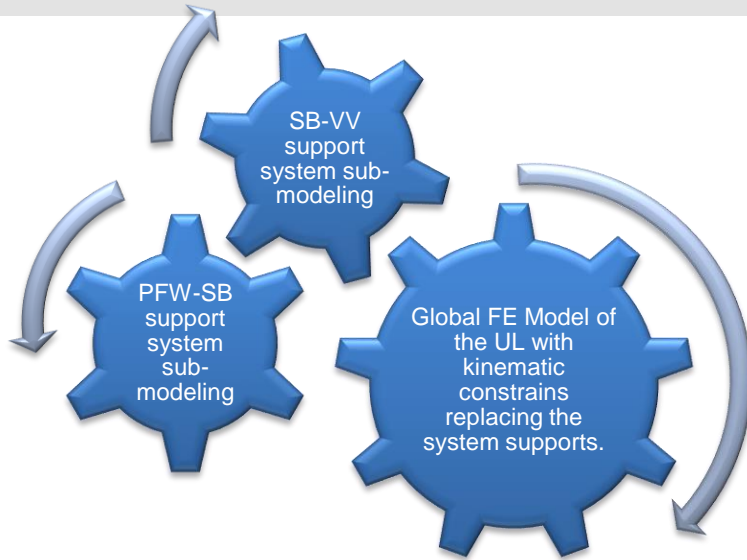 SB-VV
support
system sub-
modeling
PFW-SB
support
system
sub-
modeling
Global FE Model of
the UL with
kinematic
constrains
replacing the
system supports.